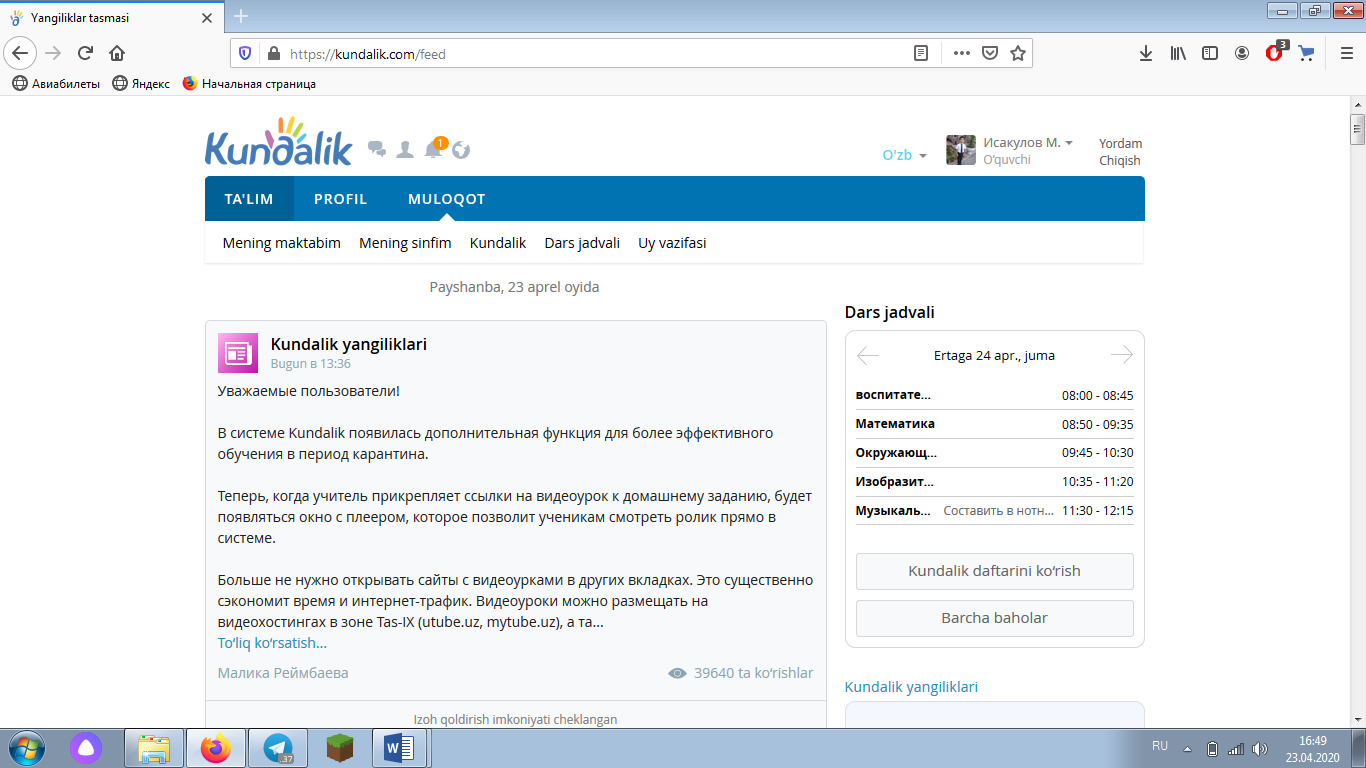 Yangiliklar tasmasi
https://kundalik.com/feed
3
Авиабилеты Яндекс Начальная страница
Kundalik
1
O'zb
Исакулов М.
O'quvchi
Yordam
Chiqish
TA'LIM PROFIL MULOQOT
Mening maktabim Mening sinfim Kundalik Dars jadvali Uy vazifasi
Payshanba, 23 aprel oyida
Kundalik yangiliklari
Bugun в 13:36
Уважаемые пользователи!
В системе Kundalik появилась дополнительная функция для более эффективного
обучения в период карантина.
Теперь, когда учитель прикрепляет ссылки на видеоурок к домашнему заданию, будет
появляться окно с плеером, которое позволит ученикам смотреть ролик прямо в
системе.
Больше не нужно открывать сайты с видеоурками в других вкладках. Это существенно
сэкономит время и интернет-трафик. Видеоуроки можно размещать на
видеохостингах в зоне Tas-IX (utube.uz, mytube.uz), а та...
To'liq ko'rsatish...
Малика Реймбаева
39640 ta ko'rishlar
Izoh qoldirish imkoniyati cheklangan
Dars jadvali
Ertaga 24 apr., juma
воспитате... 08:00 - 08:45
Математика 08:50 - 09:35
Окружающ... 09:45 - 10:30
Изобразит... 10:35 - 11:20
Музыкаль... Составить в нотн... 11:30 - 12:15
Kundalik daftarini ko'rish
Barcha baholar
Kundalik yangiliklari
.37
RU
16:49
23.04.2020